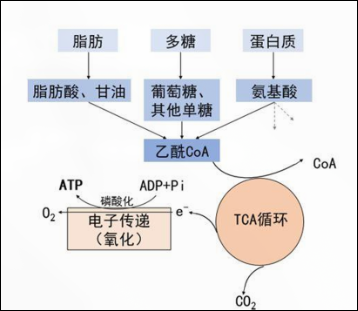 脂肪
多糖
蛋白质
脂肪酸、甘油
葡萄糖、
其他单糖
氨基酸
乙酰CoA
CoA
ATP
ADP+Pi
磷酸化
O₂
e⁻
电子传递
（氧化）
TCA循环
CO₂